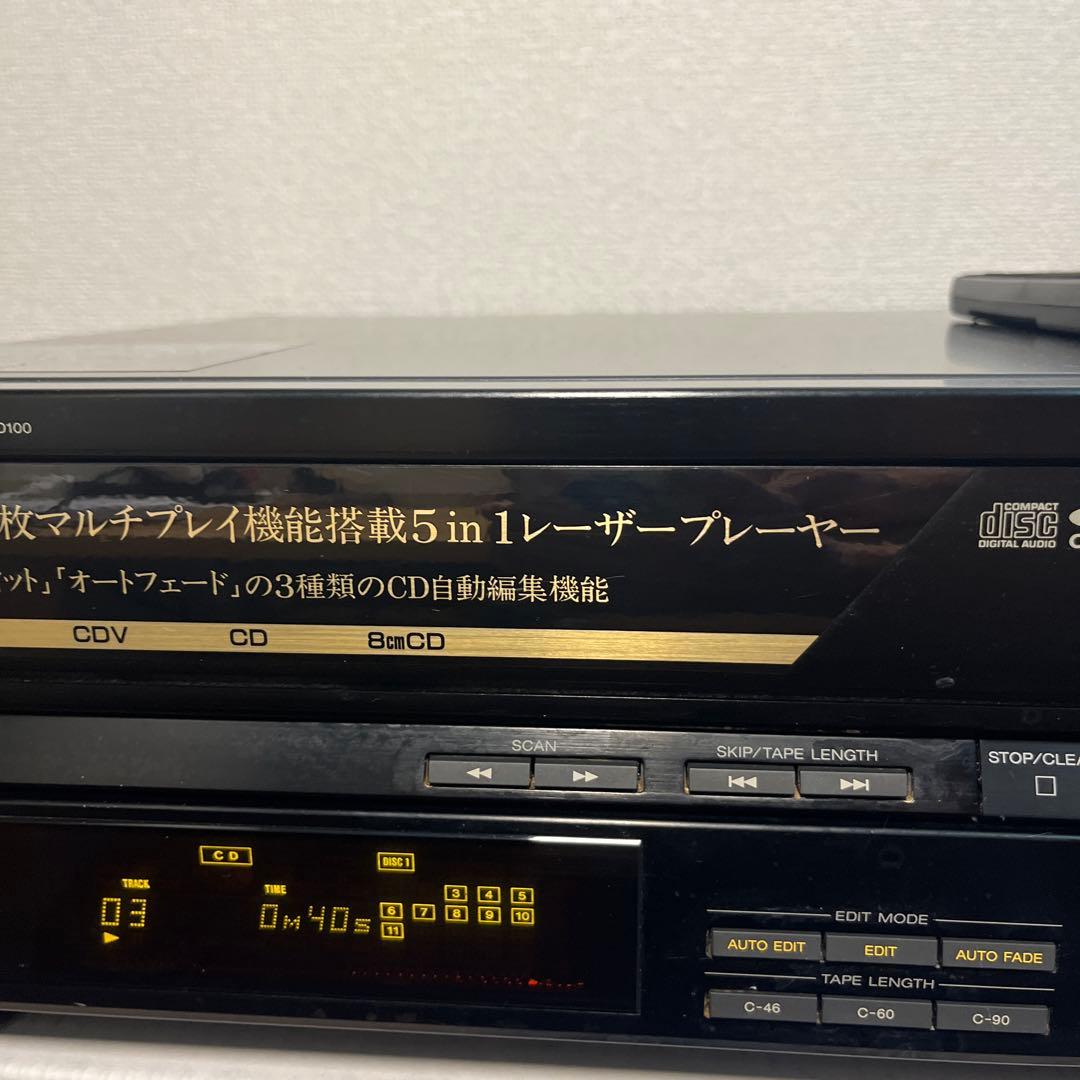 0100
枚マルチプレイ機能搭載5in1レーザープレーヤー
COMPACT
disc
DIGITAL AUDIO
ィット」「オートフェード」の3種類のCD自動編集機能
CDV CD 8cmCD
SCAN
SKIP/TAPE LENGTH
STOP/CLEA
CD
DISC 1
TRACK
TIME
03
0M40S
3 4 5
6 7 8 9 10
11
EDIT MODE
AUTO EDIT EDIT AUTO FADE
TAPE LENGTH
C-46 C-60 C-90